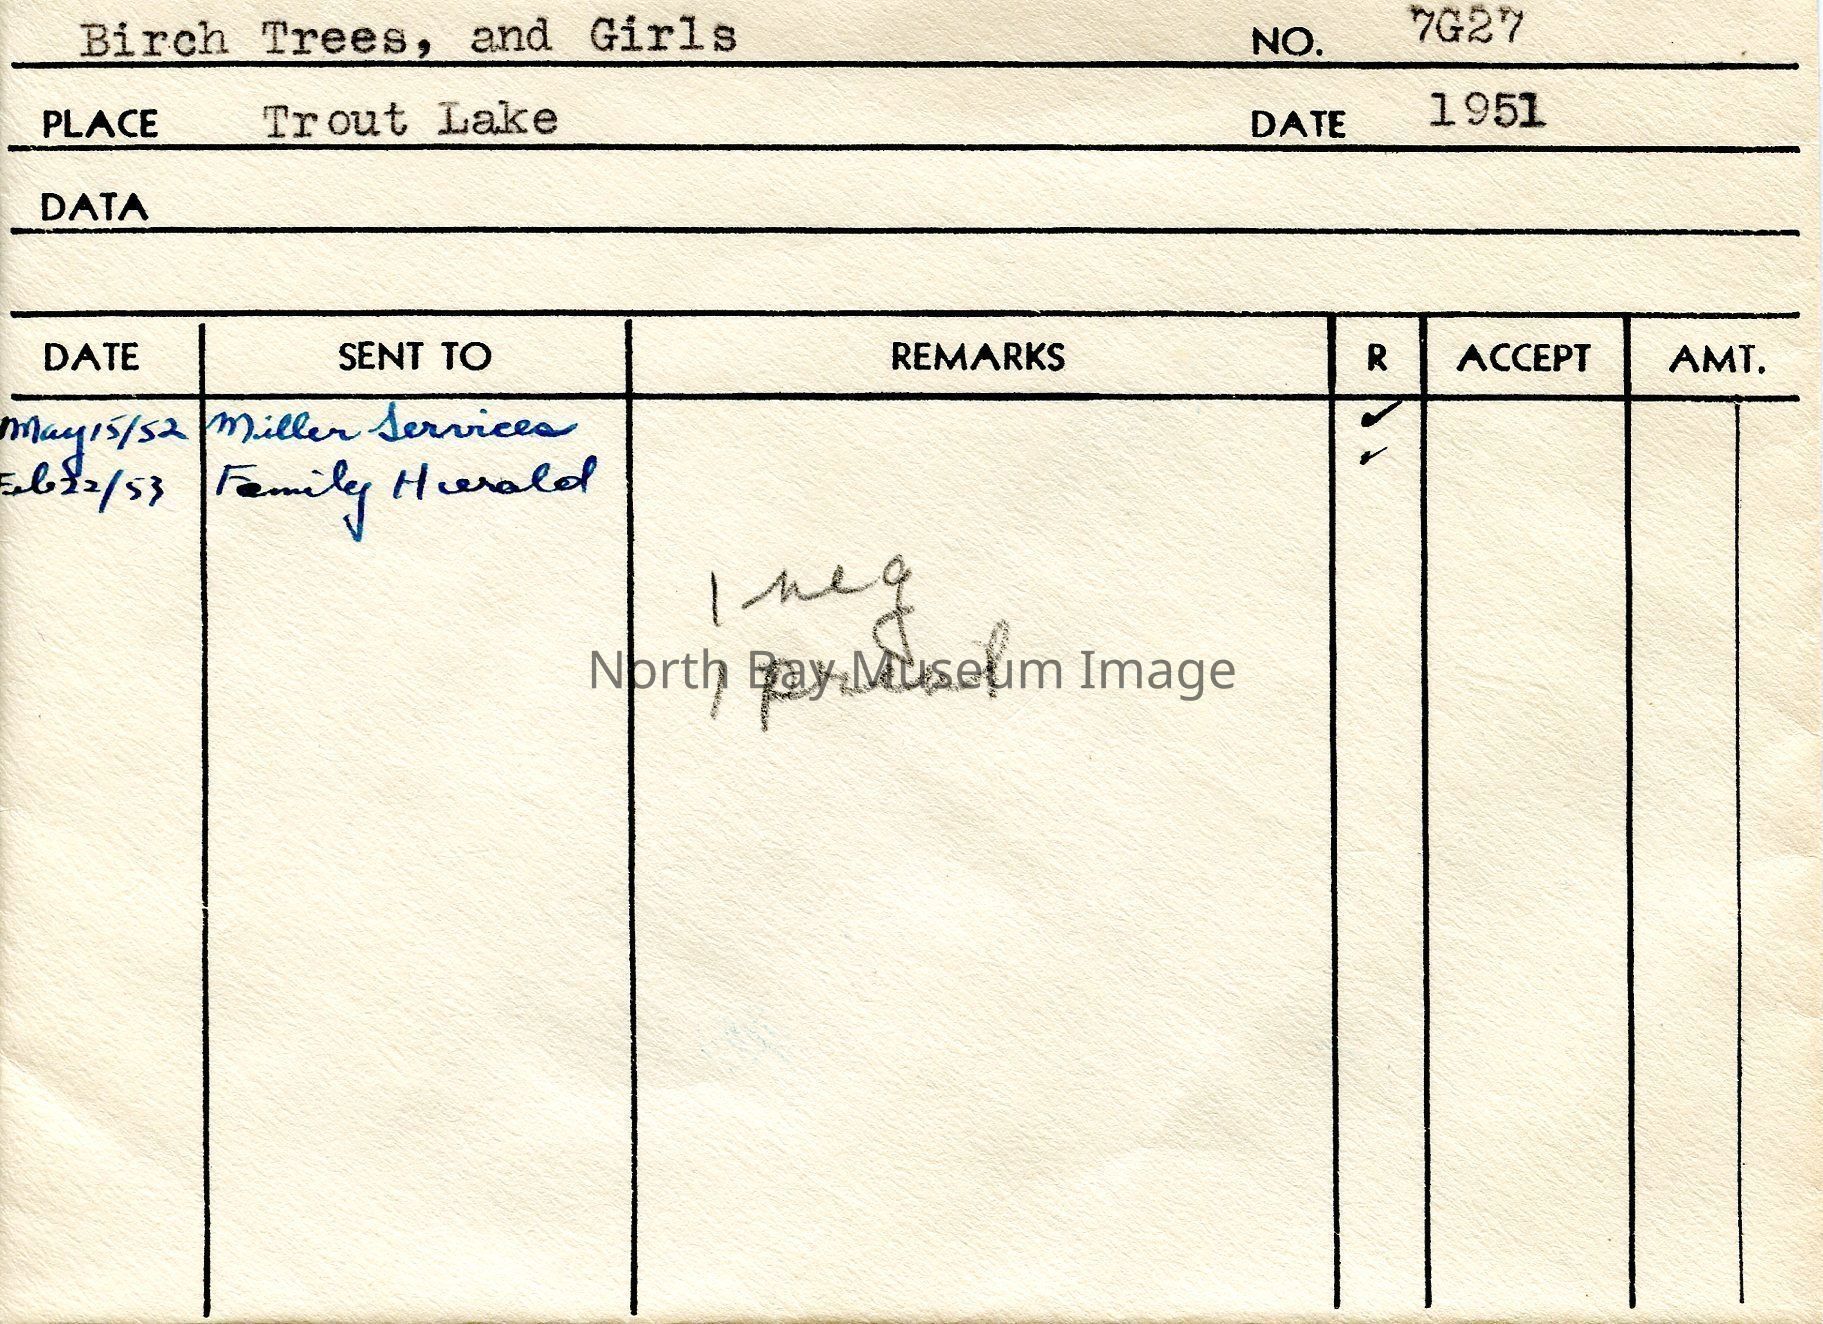 Birch Trees, and Girls NO. 7G27
PLACE Trout Lake DATE 1951
DATA
DATE SENT TO REMARKS R ACCEPT AMT.
May 15/52 Miller Services ✓
Feb 22/53 Family Herald ✓
1 neg
1
North Bay Museum Image